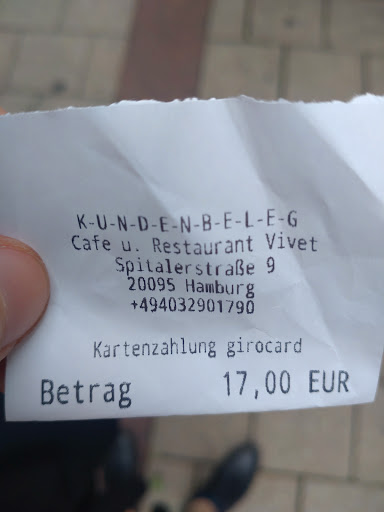 K-U-N-D-E-N-B-E-L-E-G
Cafe u. Restaurant Vivet
Spitalerstraße 9
20095 Hamburg
+494032901790
Kartenzahlung girocard
Betrag 17,00 EUR